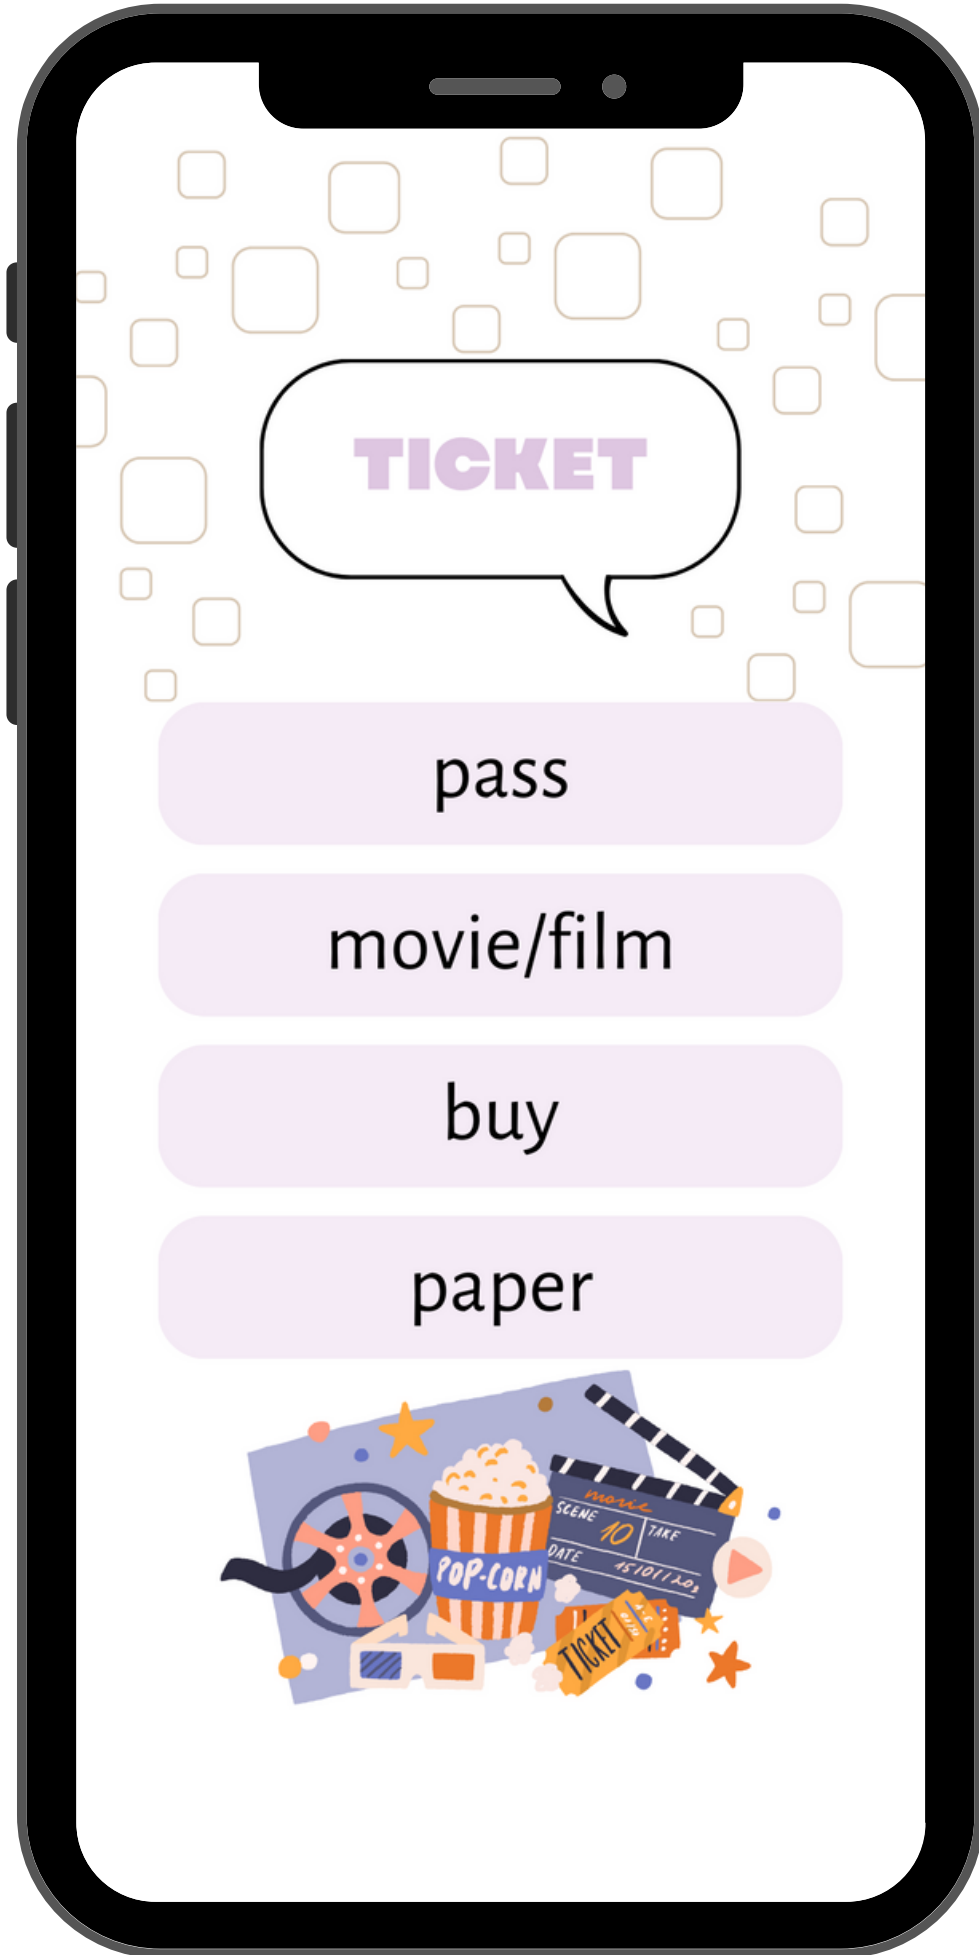 TICKET
pass
movie/film
buy
paper
movie
SCENE
10
TAKE
DATE
POP-CORN
TICKET